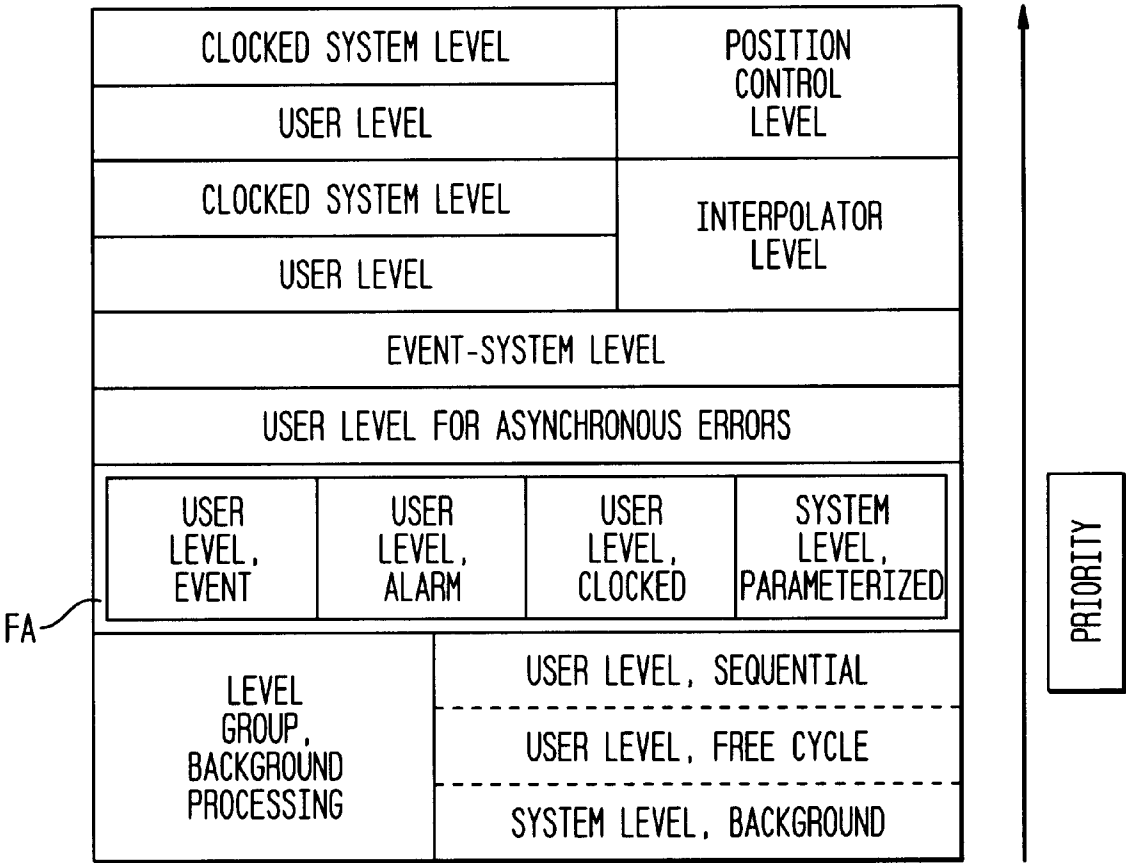 CLOCKED SYSTEM LEVEL
USER LEVEL
POSITION
CONTROL
LEVEL
CLOCKED SYSTEM LEVEL
USER LEVEL
INTERPOLATOR
LEVEL
EVENT-SYSTEM LEVEL
USER LEVEL FOR ASYNCHRONOUS ERRORS
USER
LEVEL,
EVENT
USER
LEVEL,
ALARM
USER
LEVEL,
CLOCKED
SYSTEM
LEVEL,
PARAMETERIZED
FA
LEVEL
GROUP,
BACKGROUND
PROCESSING
USER LEVEL, SEQUENTIAL
USER LEVEL, FREE CYCLE
SYSTEM LEVEL, BACKGROUND
PRIORITY